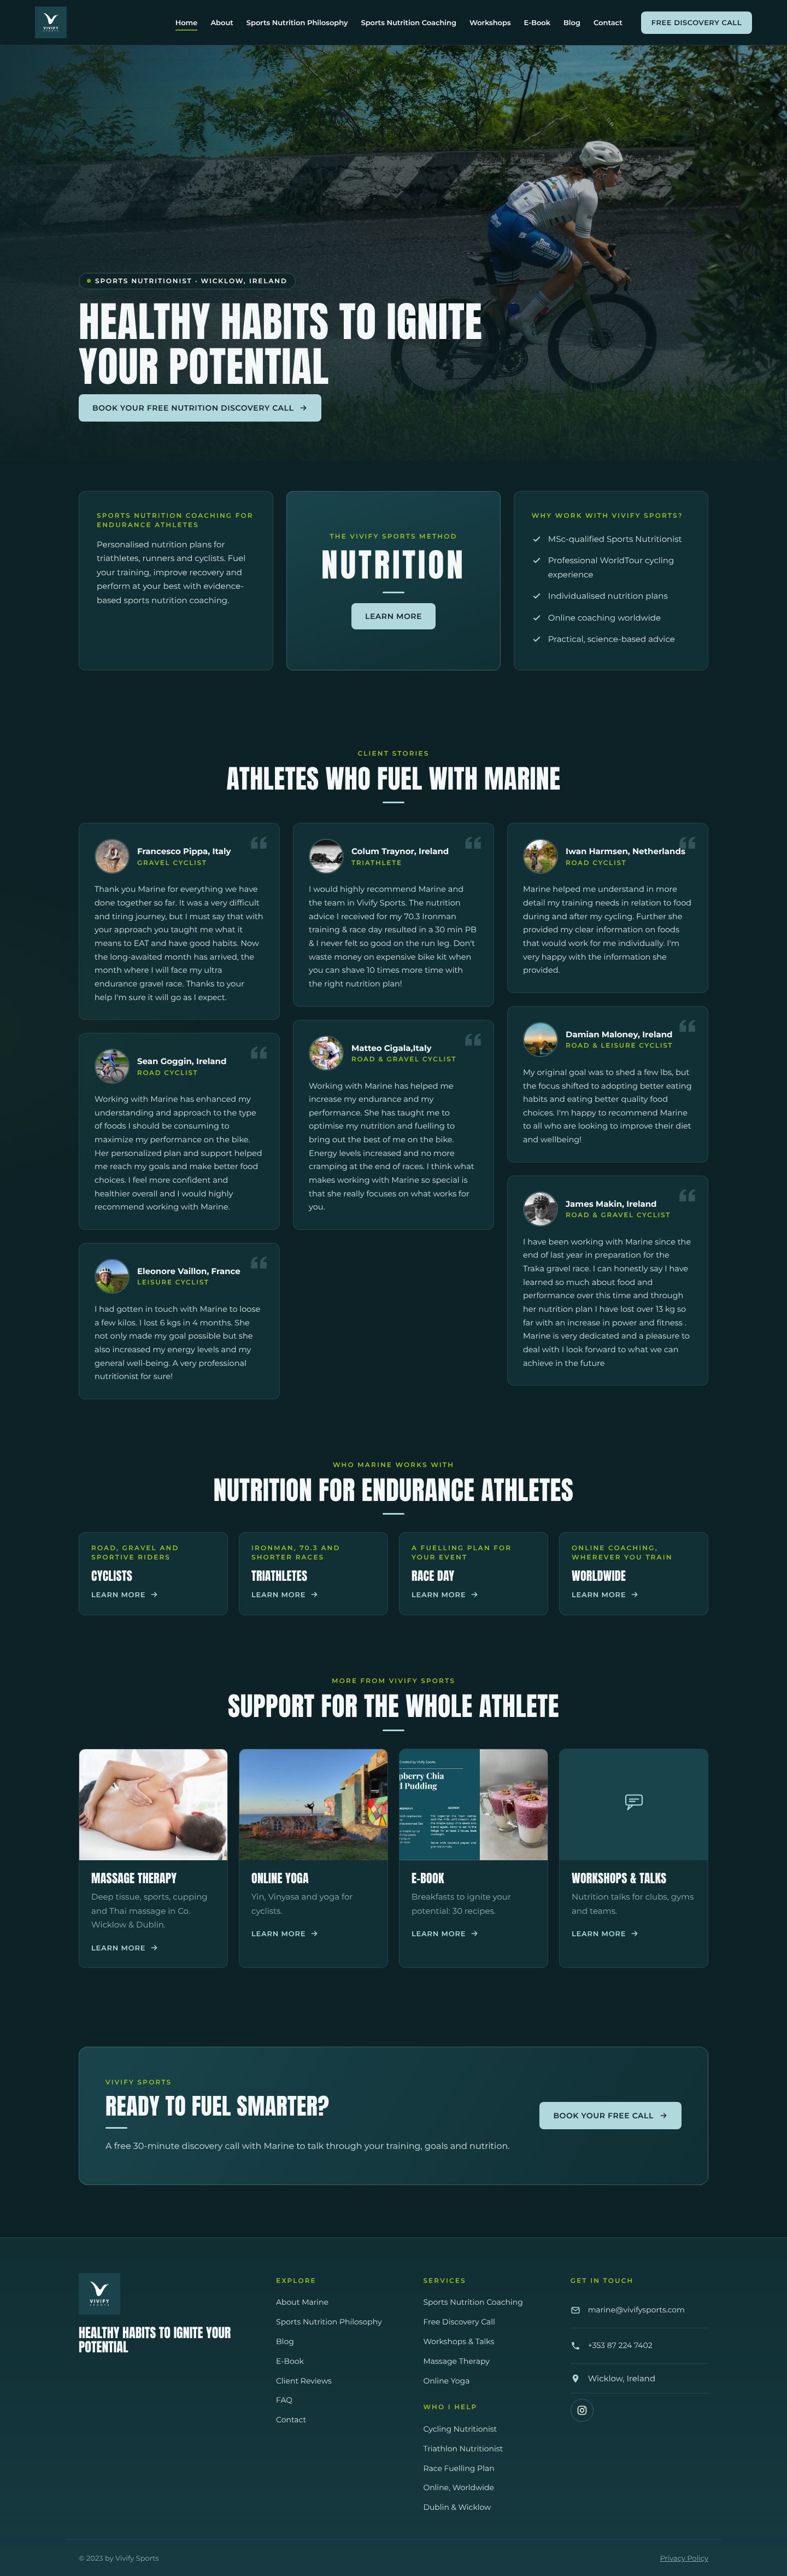 VIVIFY
SPORTS
Home
About
Sports Nutrition Philosophy
Sports Nutrition Coaching
Workshops
E-Book
Blog
Contact
FREE DISCOVERY CALL
SPORTS NUTRITIONIST · WICKLOW, IRELAND
HEALTHY HABITS TO IGNITE
YOUR POTENTIAL
BOOK YOUR FREE NUTRITION DISCOVERY CALL →
SPORTS NUTRITION COACHING FOR
ENDURANCE ATHLETES
Personalised nutrition plans for
triathletes, runners and cyclists. Fuel
your training, improve recovery and
perform at your best with evidence-
based sports nutrition coaching.
THE VIVIFY SPORTS METHOD
NUTRITION
LEARN MORE
WHY WORK WITH VIVIFY SPORTS?
MSc-qualified Sports Nutritionist
Professional WorldTour cycling
experience
Individualised nutrition plans
Online coaching worldwide
Practical, science-based advice
CLIENT STORIES
ATHLETES WHO FUEL WITH MARINE
Francesco Pippa, Italy
GRAVEL CYCLIST
Thank you Marine for everything we have
done together so far. It was a very difficult
and tiring journey, but I must say that with
your approach you taught me what it
means to EAT and have good habits. Now
the long-awaited month has arrived, the
month where I will face my ultra
endurance gravel race. Thanks to your
help I'm sure it will go as I expect.
Sean Goggin, Ireland
ROAD CYCLIST
Working with Marine has enhanced my
understanding and approach to the type
of foods I should be consuming to
maximize my performance on the bike.
Her personalized plan and support helped
me reach my goals and make better food
choices. I feel more confident and
healthier overall and I would highly
recommend working with Marine.
Eleonore Vaillon, France
LEISURE CYCLIST
I had gotten in touch with Marine to loose
a few kilos. I lost 6 kgs in 4 months. She
not only made my goal possible but she
also increased my energy levels and my
general well-being. A very professional
nutritionist for sure!
Colum Traynor, Ireland
TRIATHLETE
I would highly recommend Marine and
the team in Vivify Sports. The nutrition
advice I received for my 70.3 Ironman
training & race day resulted in a 30 min PB
& I never felt so good on the run leg. Don't
waste money on expensive bike kit when
you can shave 10 times more time with
the right nutrition plan!
Matteo Cigala,Italy
ROAD & GRAVEL CYCLIST
Working with Marine has helped me
increase my endurance and my
performance. She has taught me to
optimise my nutrition and fuelling to
bring out the best of me on the bike.
Energy levels increased and no more
cramping at the end of races. I think what
makes working with Marine so special is
that she really focuses on what works for
you.
Iwan Harmsen, Netherlands
ROAD CYCLIST
Marine helped me understand in more
detail my training needs in relation to food
during and after my cycling. Further she
provided my clear information on foods
that would work for me individually. I'm
very happy with the information she
provided.
Damian Maloney, Ireland
ROAD & LEISURE CYCLIST
My original goal was to shed a few lbs, but
the focus shifted to adopting better eating
habits and eating better quality food
choices. I'm happy to recommend Marine
to all who are looking to improve their diet
and wellbeing!
James Makin, Ireland
ROAD & GRAVEL CYCLIST
I have been working with Marine since the
end of last year in preparation for the
Traka gravel race. I can honestly say I have
learned so much about food and
performance over this time and through
her nutrition plan I have lost over 13 kg so
far with an increase in power and fitness .
Marine is very dedicated and a pleasure to
deal with I look forward to what we can
achieve in the future
WHO MARINE WORKS WITH
NUTRITION FOR ENDURANCE ATHLETES
ROAD, GRAVEL AND
SPORTIVE RIDERS
CYCLISTS
LEARN MORE →
IRONMAN, 70.3 AND
SHORTER RACES
TRIATHLETES
LEARN MORE →
A FUELLING PLAN FOR
YOUR EVENT
RACE DAY
LEARN MORE →
ONLINE COACHING,
WHEREVER YOU TRAIN
WORLDWIDE
LEARN MORE →
MORE FROM VIVIFY SPORTS
SUPPORT FOR THE WHOLE ATHLETE
MASSAGE THERAPY
Deep tissue, sports, cupping
and Thai massage in Co.
Wicklow & Dublin.
LEARN MORE →
ONLINE YOGA
Yin, Vinyasa and yoga for
cyclists.
LEARN MORE →
Created by Vivify Sports
pberry Chia
d Pudding
E-BOOK
Breakfasts to ignite your
potential: 30 recipes.
LEARN MORE →
WORKSHOPS & TALKS
Nutrition talks for clubs, gyms
and teams.
LEARN MORE →
VIVIFY SPORTS
READY TO FUEL SMARTER?
A free 30-minute discovery call with Marine to talk through your training, goals and nutrition.
BOOK YOUR FREE CALL →
VIVIFY
SPORTS
HEALTHY HABITS TO IGNITE YOUR
POTENTIAL
EXPLORE
About Marine
Sports Nutrition Philosophy
Blog
E-Book
Client Reviews
FAQ
Contact
SERVICES
Sports Nutrition Coaching
Free Discovery Call
Workshops & Talks
Massage Therapy
Online Yoga
WHO I HELP
Cycling Nutritionist
Triathlon Nutritionist
Race Fuelling Plan
Online, Worldwide
Dublin & Wicklow
GET IN TOUCH
marine@vivifysports.com
+353 87 224 7402
Wicklow, Ireland
© 2023 by Vivify Sports
Privacy Policy